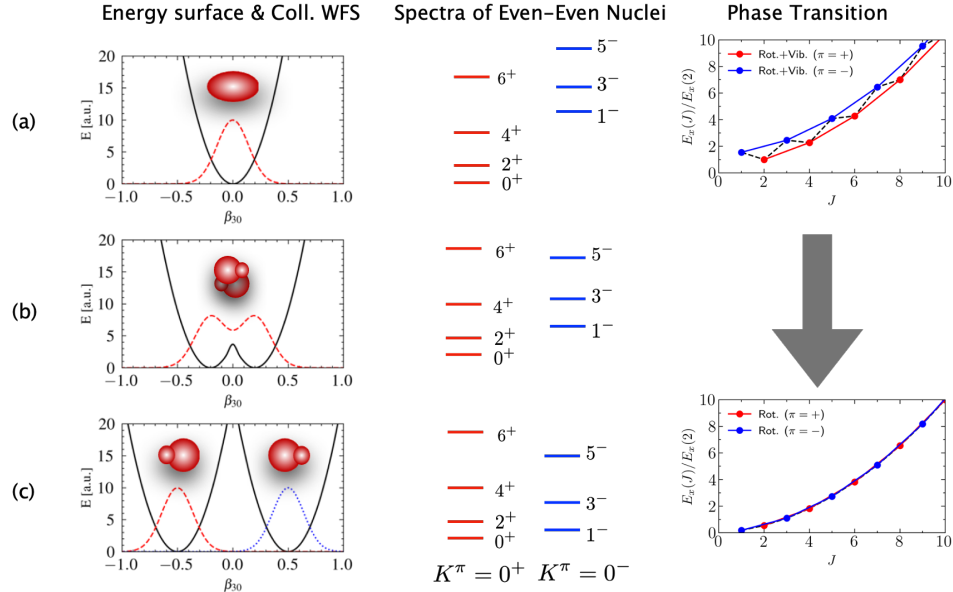 Energy surface & Coll. WFS
Spectra of Even-Even Nuclei
Phase Transition
(a)
E [a.u.]
20
15
10
5
0
−1.0 −0.5 0.0 0.5 1.0
β₃₀
6⁺
4⁺
2⁺
0⁺
5⁻
3⁻
1⁻
Eₓ(J)/Eₓ(2)
10
8
6
4
2
0
Rot.+Vib. (π = +)
Rot.+Vib. (π = −)
2 4 6 8 10
J
(b)
E [a.u.]
20
15
10
5
0
−1.0 −0.5 0.0 0.5 1.0
β₃₀
6⁺
4⁺
2⁺
0⁺
5⁻
3⁻
1⁻
(c)
E [a.u.]
20
15
10
5
0
−1.0 −0.5 0.0 0.5 1.0
β₃₀
6⁺
4⁺
2⁺
0⁺
5⁻
3⁻
1⁻
K^π = 0⁺ K^π = 0⁻
Eₓ(J)/Eₓ(2)
10
8
6
4
2
0
Rot. (π = +)
Rot. (π = −)
2 4 6 8 10
J